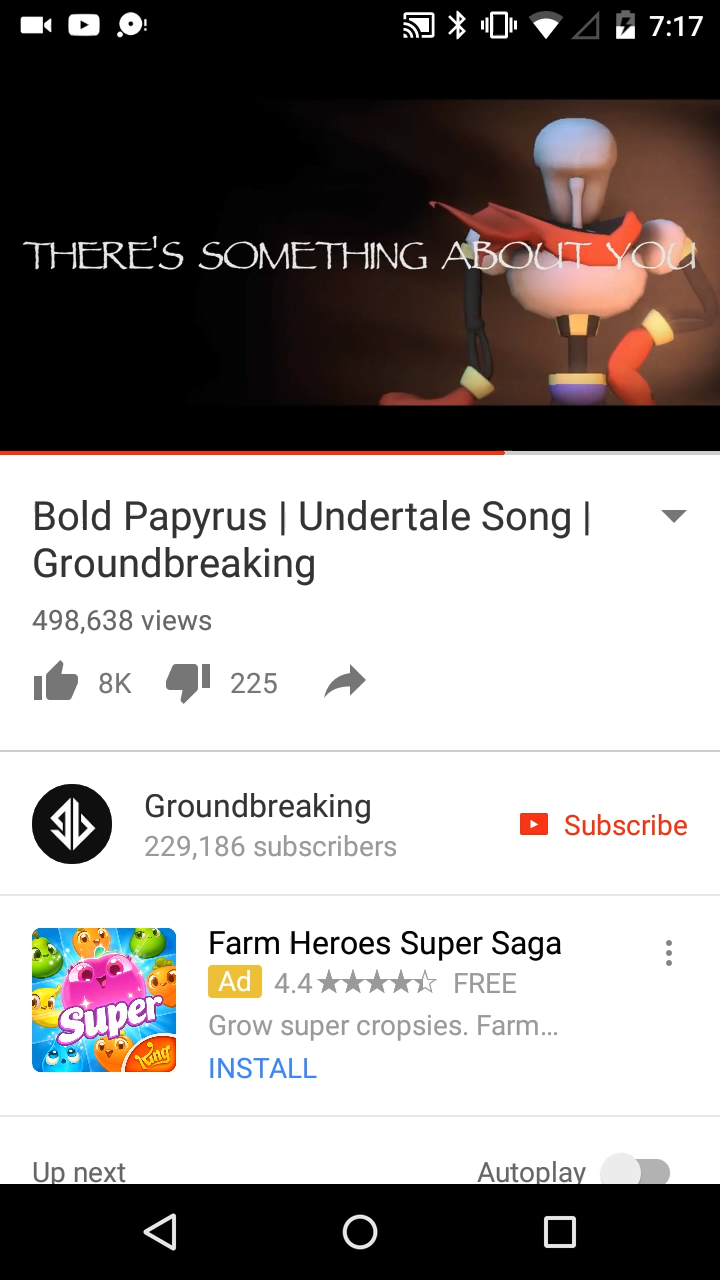 7:17
THERE'S SOMETHING ABOUT YOU
Bold Papyrus | Undertale Song |
Groundbreaking
498,638 views
8K 225
Groundbreaking
229,186 subscribers
Subscribe
Farm Heroes Super Saga
Ad 4.4 FREE
Grow super cropsies. Farm...
INSTALL
Super
King
Up next Autoplay